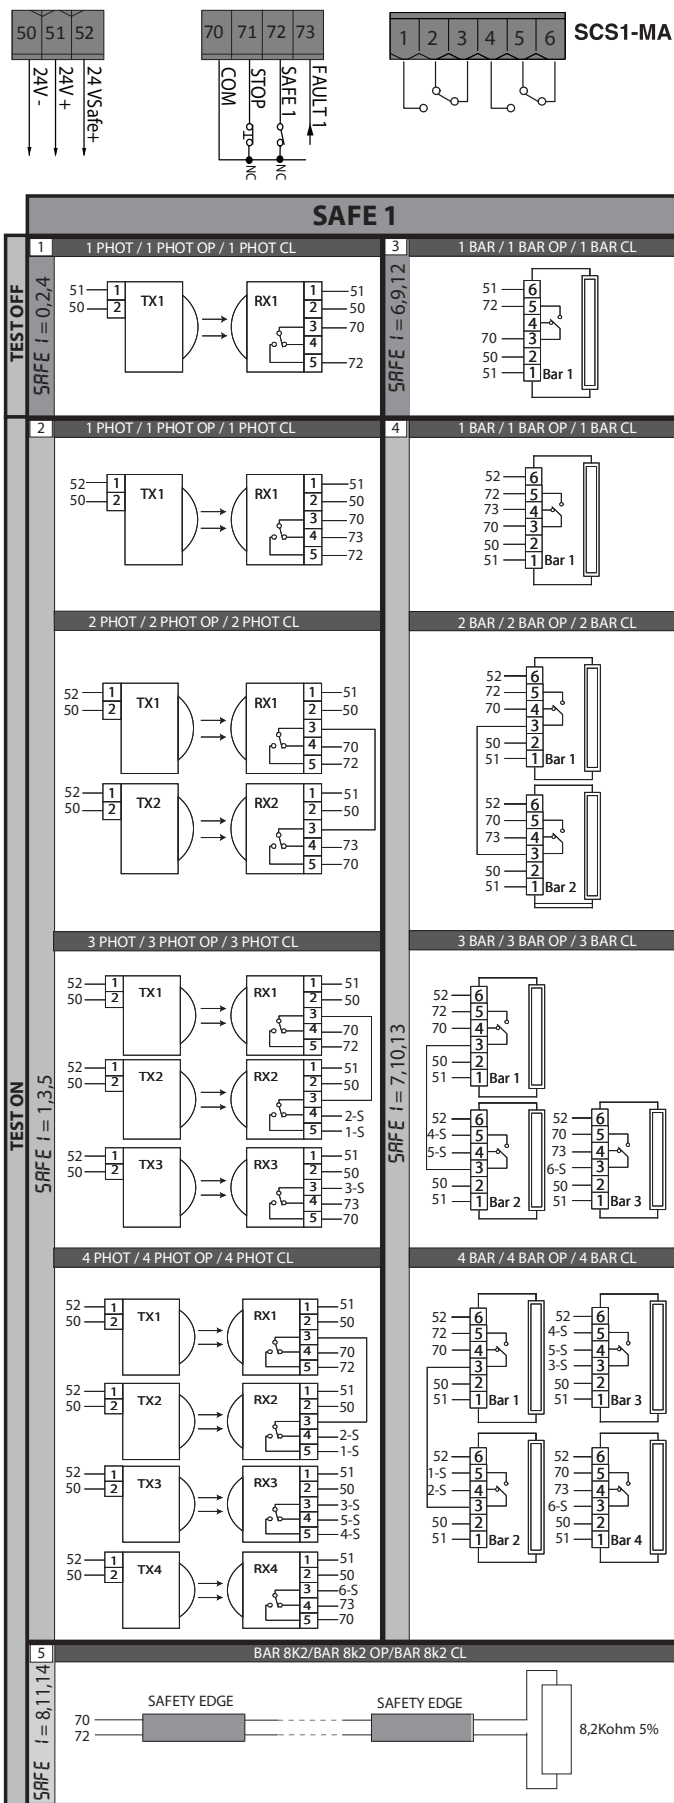 50 51 52
24V -
24V +
24 VSafe+
70 71 72 73
COM
STOP
SAFE 1
FAULT 1
NC
NC
1 2 3 4 5 6
SCS1-MA
SAFE 1
TEST OFF
SAFE 1 = 0,2,4
1 1 PHOT / 1 PHOT OP / 1 PHOT CL
51 1 TX1 RX1 1 51
50 2 2 50
3 70
4
5 72
SAFE 1 = 6,9,12
3 1 BAR / 1 BAR OP / 1 BAR CL
51 6
72 5
4
70 3
50 2
51 1 Bar 1
TEST ON
SAFE 1 = 1,3,5
2 1 PHOT / 1 PHOT OP / 1 PHOT CL
52 1 TX1 RX1 1 51
50 2 2 50
3 70
4 73
5 72
2 PHOT / 2 PHOT OP / 2 PHOT CL
52 1 TX1 RX1 1 51
50 2 2 50
3
4 70
5 72
52 1 TX2 RX2 1 51
50 2 2 50
3
4 73
5 70
3 PHOT / 3 PHOT OP / 3 PHOT CL
52 1 TX1 RX1 1 51
50 2 2 50
3
4 70
5 72
52 1 TX2 RX2 1 51
50 2 2 50
3
4 2-S
5 1-S
52 1 TX3 RX3 1 51
50 2 2 50
3 3-S
4 73
5 70
4 PHOT / 4 PHOT OP / 4 PHOT CL
52 1 TX1 RX1 1 51
50 2 2 50
3
4 70
5 72
52 1 TX2 RX2 1 51
50 2 2 50
3
4 2-S
5 1-S
52 1 TX3 RX3 1 51
50 2 2 50
3 3-S
4 5-S
5 4-S
52 1 TX4 RX4 1 51
50 2 2 50
3 6-S
4 73
5 70
SAFE 1 = 7,10,13
4 1 BAR / 1 BAR OP / 1 BAR CL
52 6
72 5
73 4
70 3
50 2
51 1 Bar 1
2 BAR / 2 BAR OP / 2 BAR CL
52 6
72 5
70 4
3
50 2
51 1 Bar 1
52 6
70 5
73 4
3
50 2
51 1 Bar 2
3 BAR / 3 BAR OP / 3 BAR CL
52 6
72 5
70 4
3
50 2
51 1 Bar 1
52 6
4-S 5
5-S 4
3
50 2
51 1 Bar 2
52 6
70 5
73 4
6-S 3
50 2
51 1 Bar 3
4 BAR / 4 BAR OP / 4 BAR CL
52 6
72 5
70 4
3
50 2
51 1 Bar 1
52 6
4-S 5
5-S 4
3-S 3
50 2
51 1 Bar 3
52 6
1-S 5
2-S 4
3
50 2
51 1 Bar 2
52 6
70 5
73 4
6-S 3
50 2
51 1 Bar 4
SAFE 1 = 8,11,14
5 BAR 8K2/BAR 8k2 OP/BAR 8k2 CL
70
72
SAFETY EDGE
SAFETY EDGE
8,2Kohm 5%